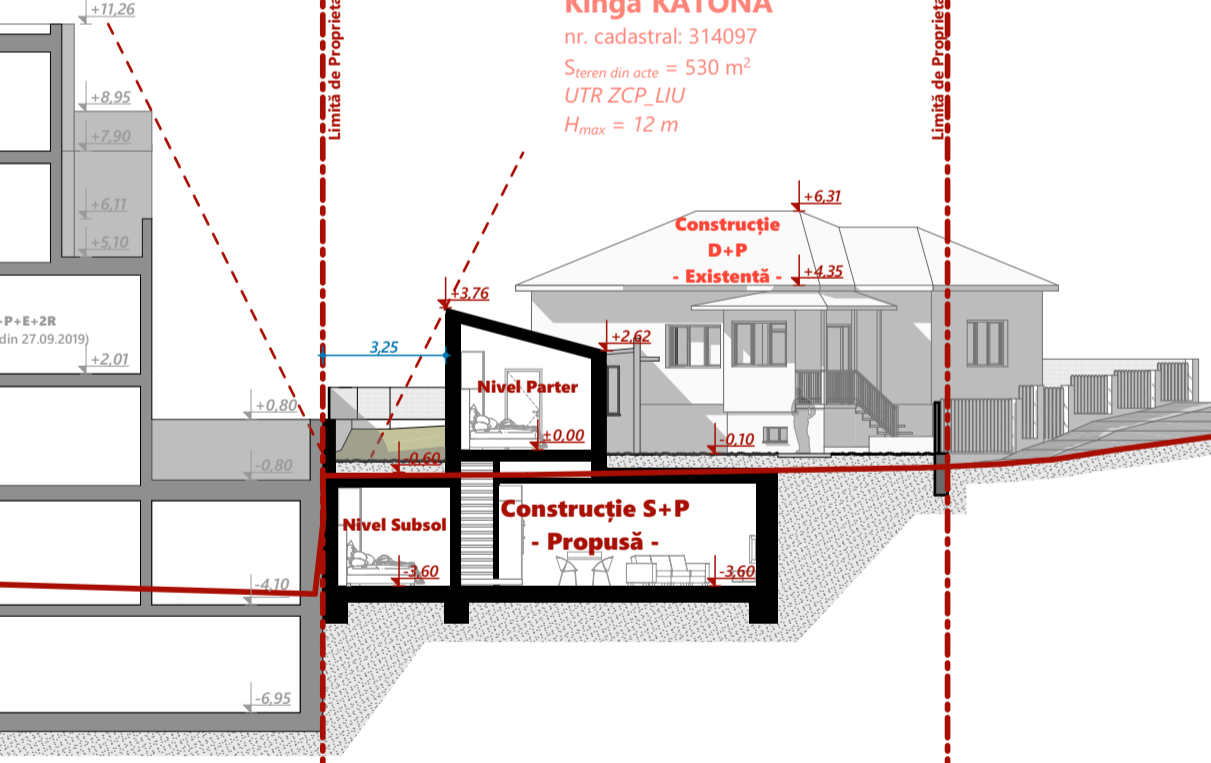 +11,26
Kinga KATONA
nr. cadastral: 314097
Steren din acte = 530 m²
UTR ZCP_LIU
Hmax = 12 m
Limită de Proprieta
Limită de Proprieta
+8,95
+7,90
+6,11
+5,10
+6,31
Construcție
D+P
- Existentă -
+4,35
+3,76
+P+E+2R
din 27.09.2019)
+2,62
3,25
+2,01
Nivel Parter
+0,80
±0,00
-0,10
-0,60
-0,80
Construcție S+P
- Propusă -
Nivel Subsol
-3,60
-3,60
-4,10
-6,95